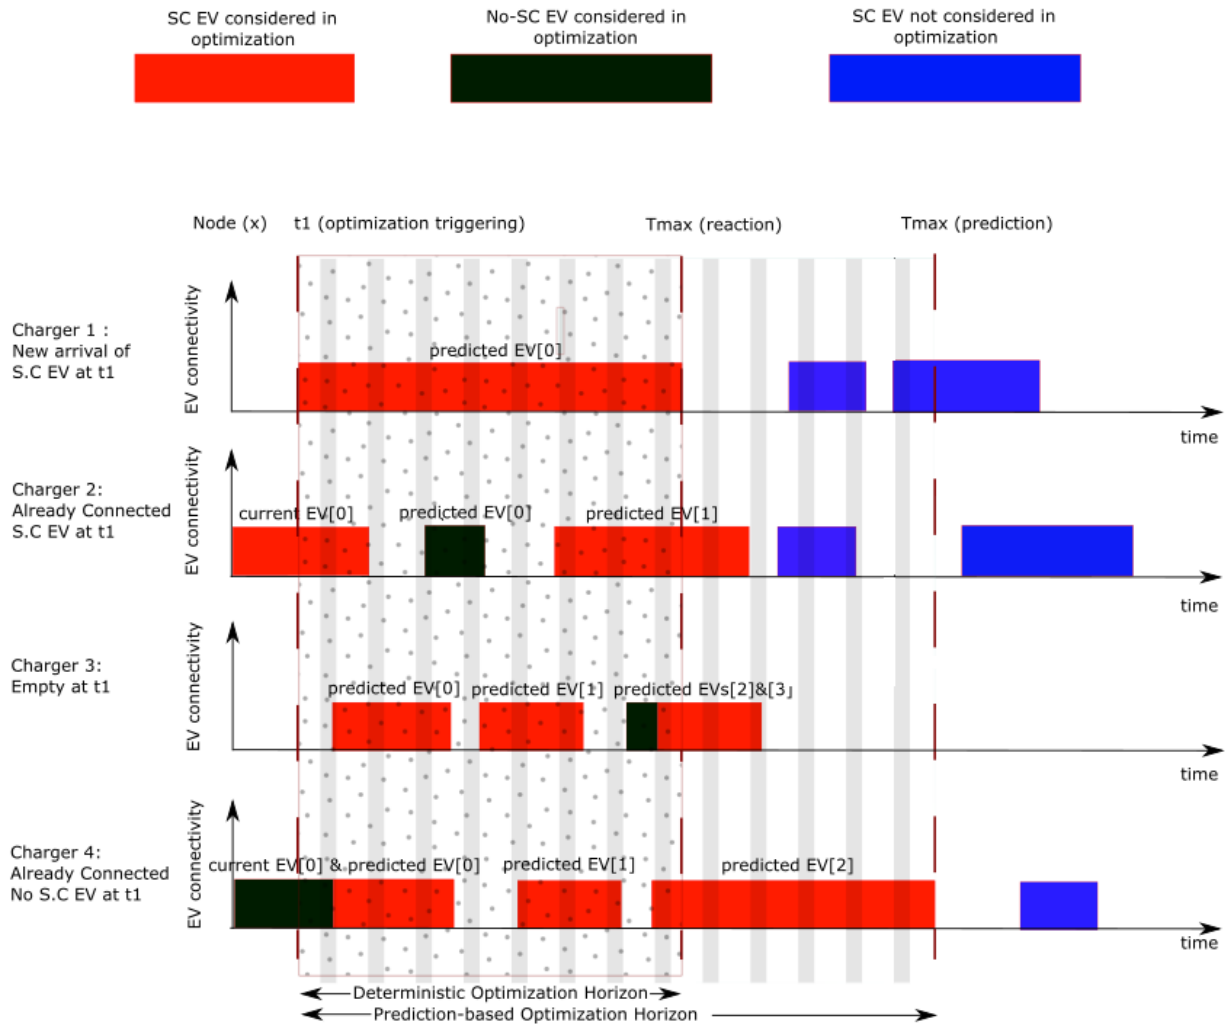 SC EV considered in
optimization
No-SC EV considered in
optimization
SC EV not considered in
optimization
Node (x)
t1 (optimization triggering)
Tmax (reaction)
Tmax (prediction)
Charger 1 :
New arrival of
S.C EV at t1
EV connectivity
predicted EV[0]
time
Charger 2:
Already Connected
S.C EV at t1
EV connectivity
current EV[0]
predicted EV[0]
predicted EV[1]
time
Charger 3:
Empty at t1
EV connectivity
predicted EV[0]
predicted EV[1]
predicted EVs[2]&[3]
time
Charger 4:
Already Connected
No S.C EV at t1
EV connectivity
current EV[0] & predicted EV[0]
predicted EV[1]
predicted EV[2]
time
Deterministic Optimization Horizon
Prediction-based Optimization Horizon